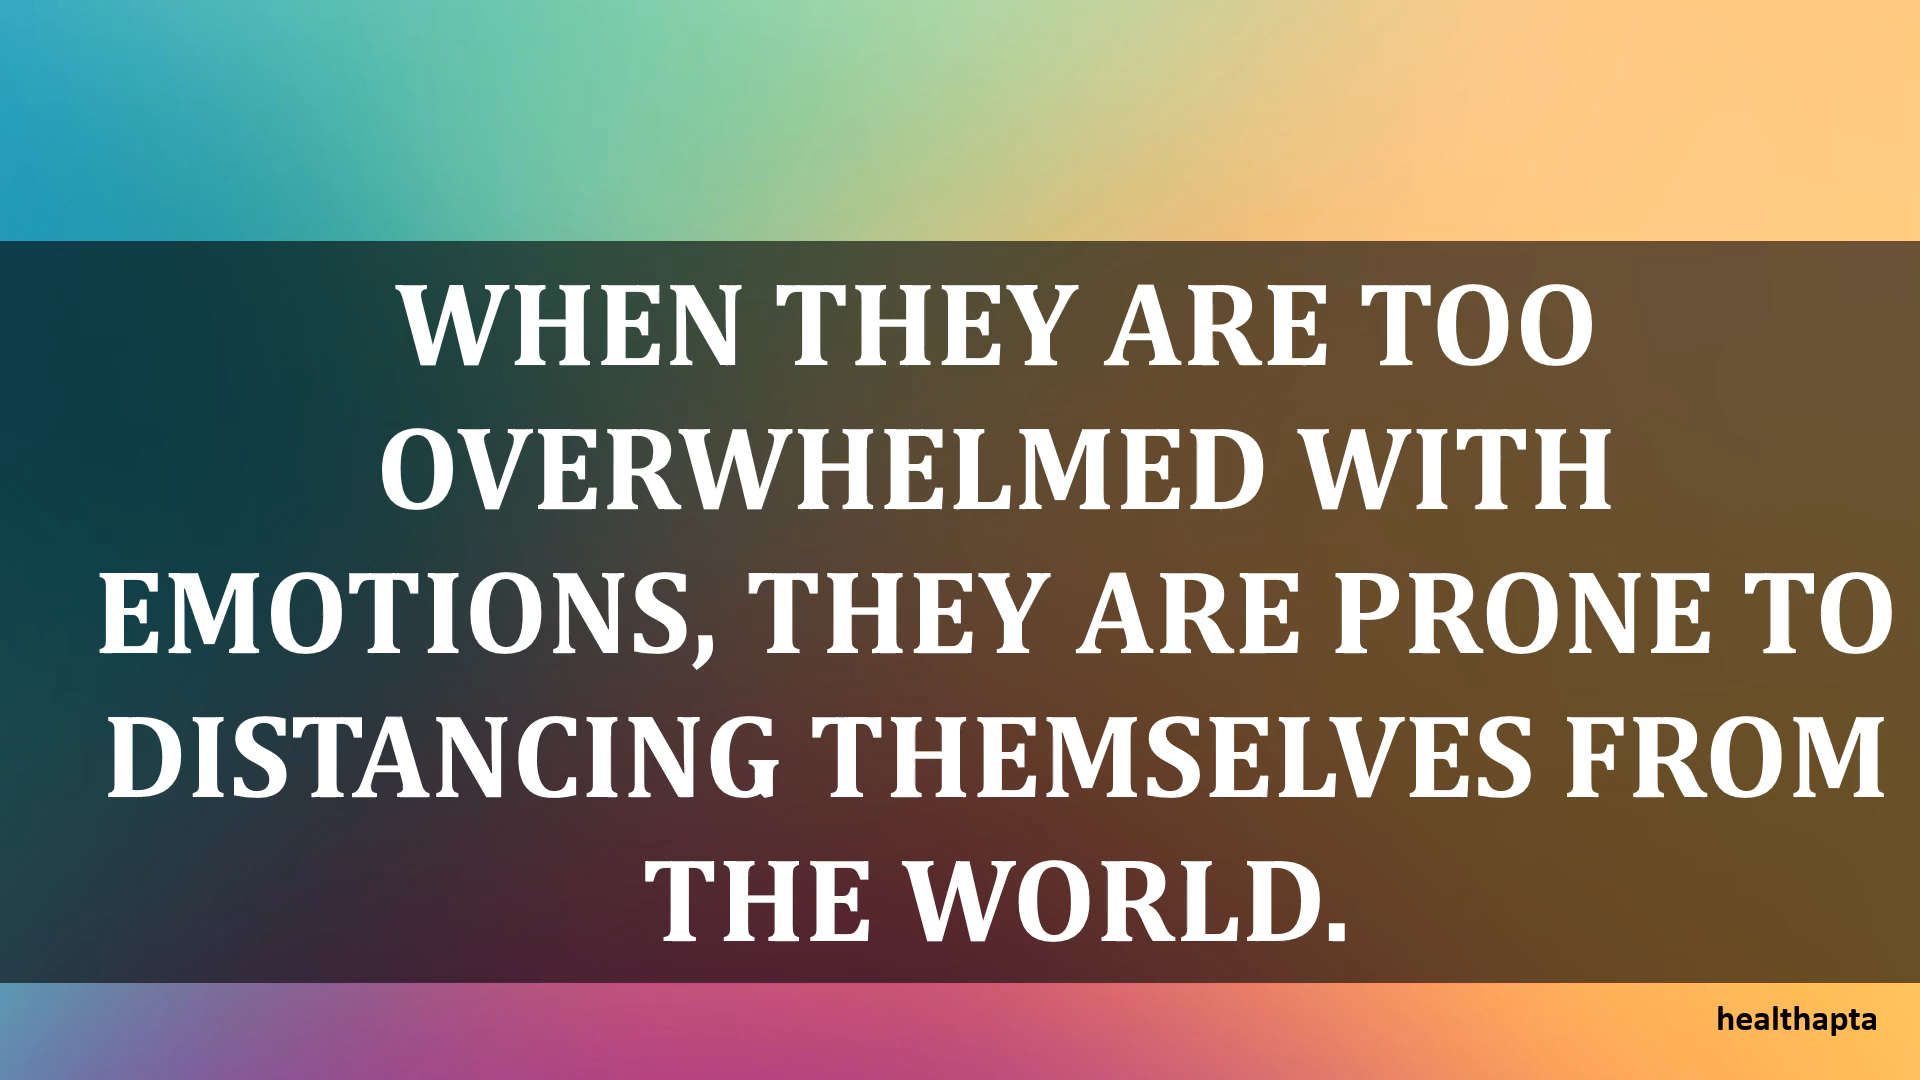 WHEN THEY ARE TOO
OVERWHELMED WITH
EMOTIONS, THEY ARE PRONE TO
DISTANCING THEMSELVES FROM
THE WORLD.
healthapta